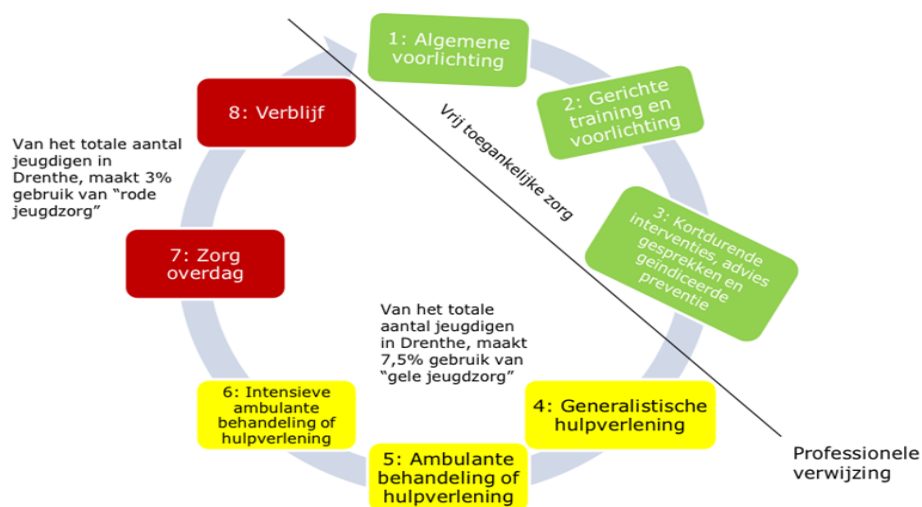 1: Algemene
voorlichting
2: Gerichte
training en
voorlichting
Vrij toegankelijke zorg
3: Kortdurende
interventies, advies
gesprekken en
geïndiceerde
preventie
8: Verblijf
Van het totale aantal
jeugdigen in
Drenthe, maakt 3%
gebruik van “rode
jeugdzorg”
7: Zorg
overdag
Van het totale
aantal jeugdigen
in Drenthe, maakt
7,5% gebruik van
“gele jeugdzorg”
6: Intensieve
ambulante
behandeling of
hulpverlening
5: Ambulante
behandeling of
hulpverlening
4: Generalistische
hulpverlening
Professionele
verwijzing